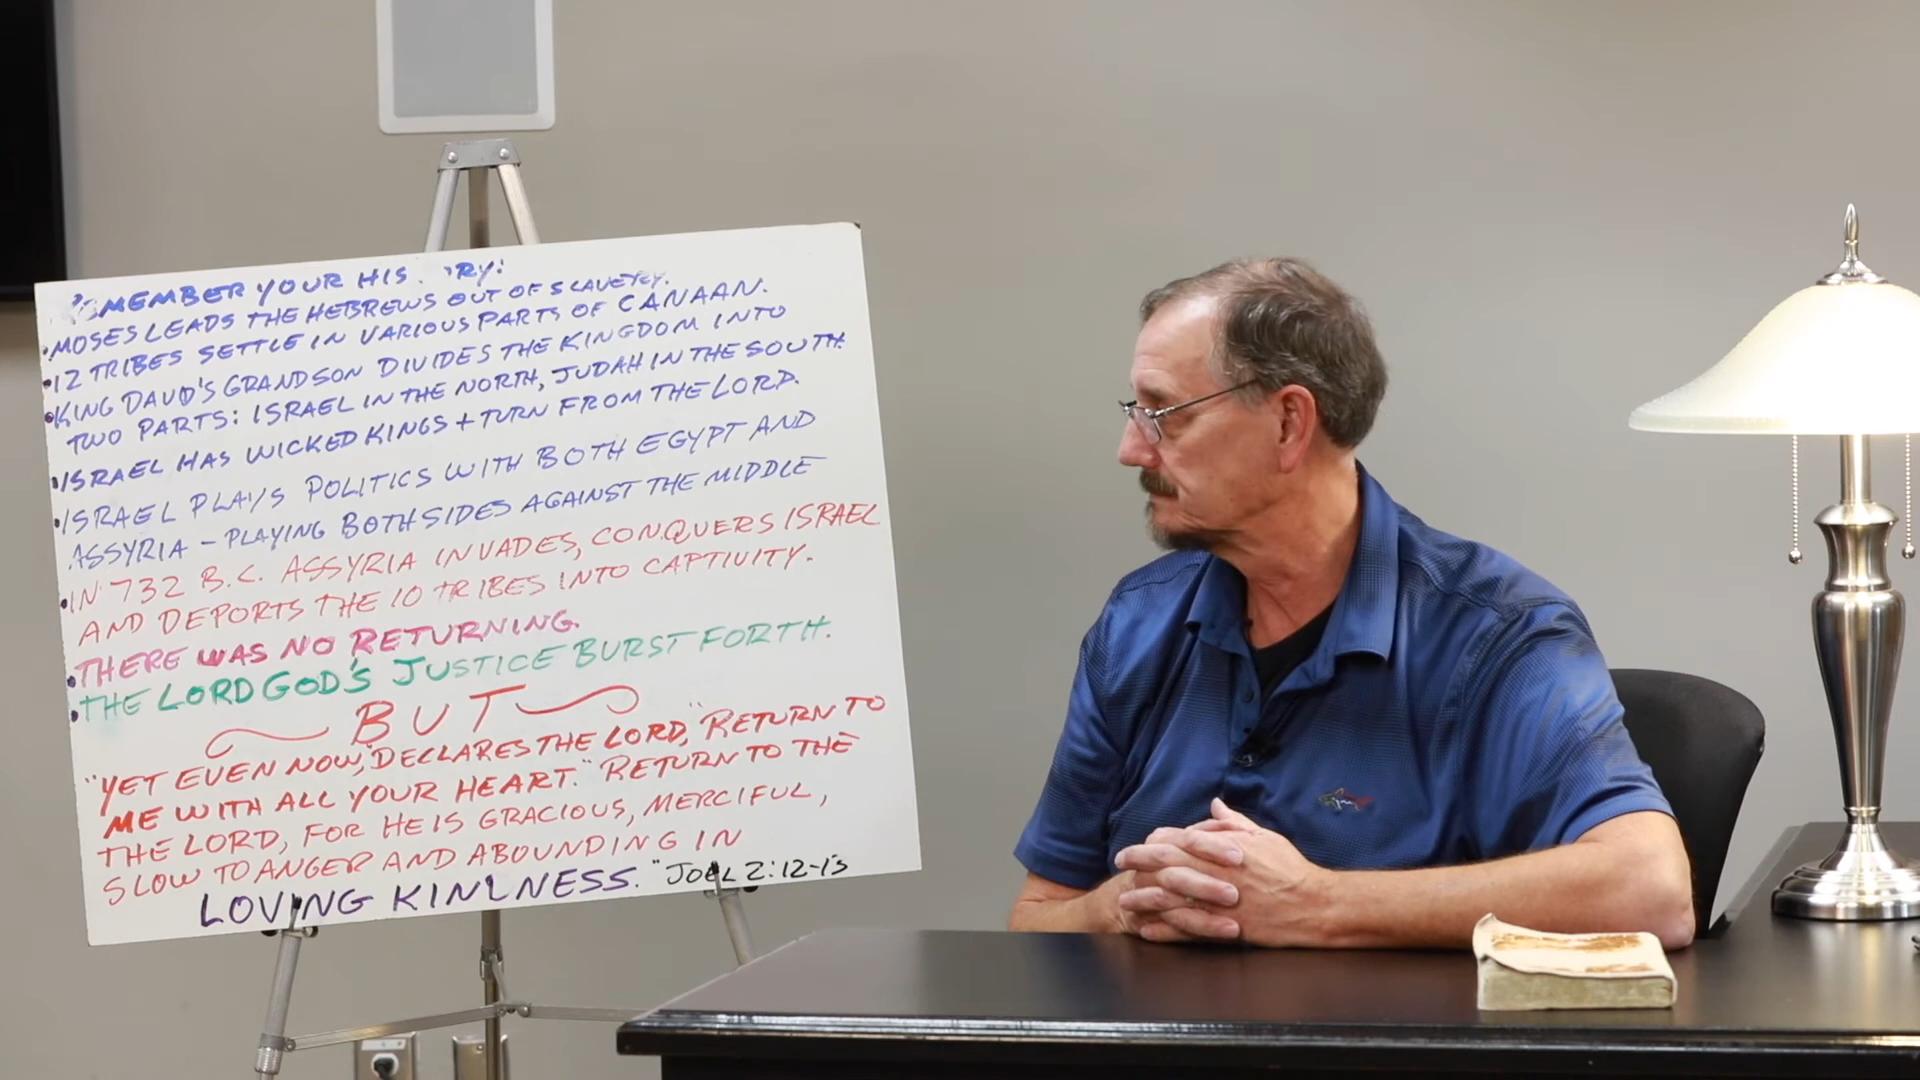 REMEMBER YOUR HIS RY:
• MOSES LEADS THE HEBREWS OUT OF SLAVERY.
• 12 TRIBES SETTLE IN VARIOUS PARTS OF CANAAN.
• KING DAVID'S GRANDSON DIVIDES THE KINGDOM INTO
TWO PARTS: ISRAEL IN THE NORTH, JUDAH IN THE SOUTH.
• ISRAEL HAS WICKED KINGS + TURN FROM THE LORD.
• ISRAEL PLAYS POLITICS WITH BOTH EGYPT AND
ASSYRIA - PLAYING BOTH SIDES AGAINST THE MIDDLE
• IN 732 B.C. ASSYRIA INVADES, CONQUERS ISRAEL
AND DEPORTS THE 10 TRIBES INTO CAPTIVITY.
• THERE WAS NO RETURNING.
• THE LORD GOD'S JUSTICE BURST FORTH.
BUT
"YET EVEN NOW," DECLARES THE LORD, "RETURN TO
ME WITH ALL YOUR HEART." RETURN TO THE
THE LORD, FOR HE IS GRACIOUS, MERCIFUL,
SLOW TO ANGER AND ABOUNDING IN
LOVING KINDNESS." JOEL 2:12-13